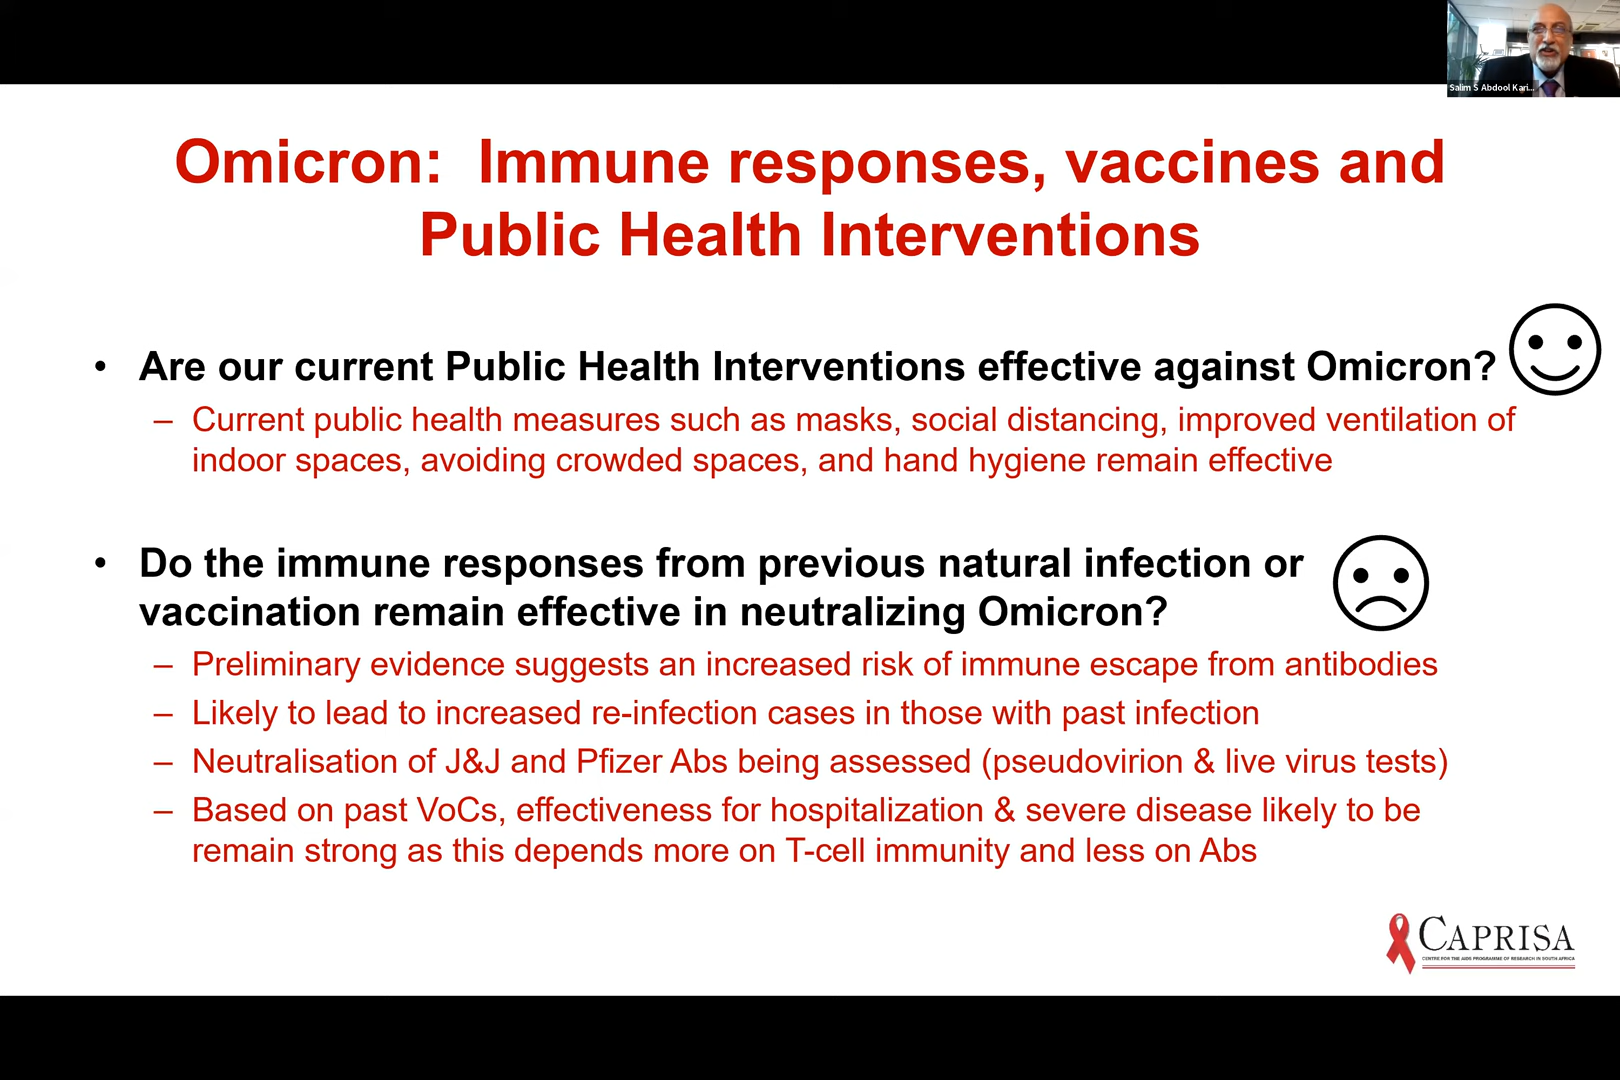 Salim S Abdool Kari...
Omicron: Immune responses, vaccines and
Public Health Interventions
• Are our current Public Health Interventions effective against Omicron?
– Current public health measures such as masks, social distancing, improved ventilation of
indoor spaces, avoiding crowded spaces, and hand hygiene remain effective
• Do the immune responses from previous natural infection or
vaccination remain effective in neutralizing Omicron?
– Preliminary evidence suggests an increased risk of immune escape from antibodies
– Likely to lead to increased re-infection cases in those with past infection
– Neutralisation of J&J and Pfizer Abs being assessed (pseudovirion & live virus tests)
– Based on past VoCs, effectiveness for hospitalization & severe disease likely to be
remain strong as this depends more on T-cell immunity and less on Abs
CAPRISA
CENTRE FOR THE AIDS PROGRAMME OF RESEARCH IN SOUTH AFRICA